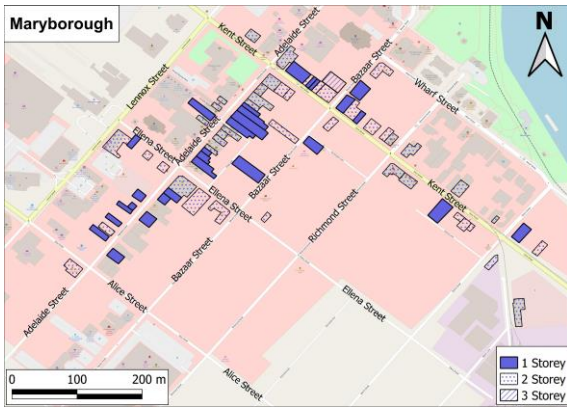 Maryborough
N
Kent Street
Adelaide Street
Lennox Street
Bazaar Street
Wharf Street
Ellena Street
Adelaide Street
Bazaar Street
Ellena Street
Kent Street
Richmond Street
Bazaar Street
Adelaide Street
Alice Street
Ellena Street
Alice Street
0 100 200 m
1 Storey
2 Storey
3 Storey